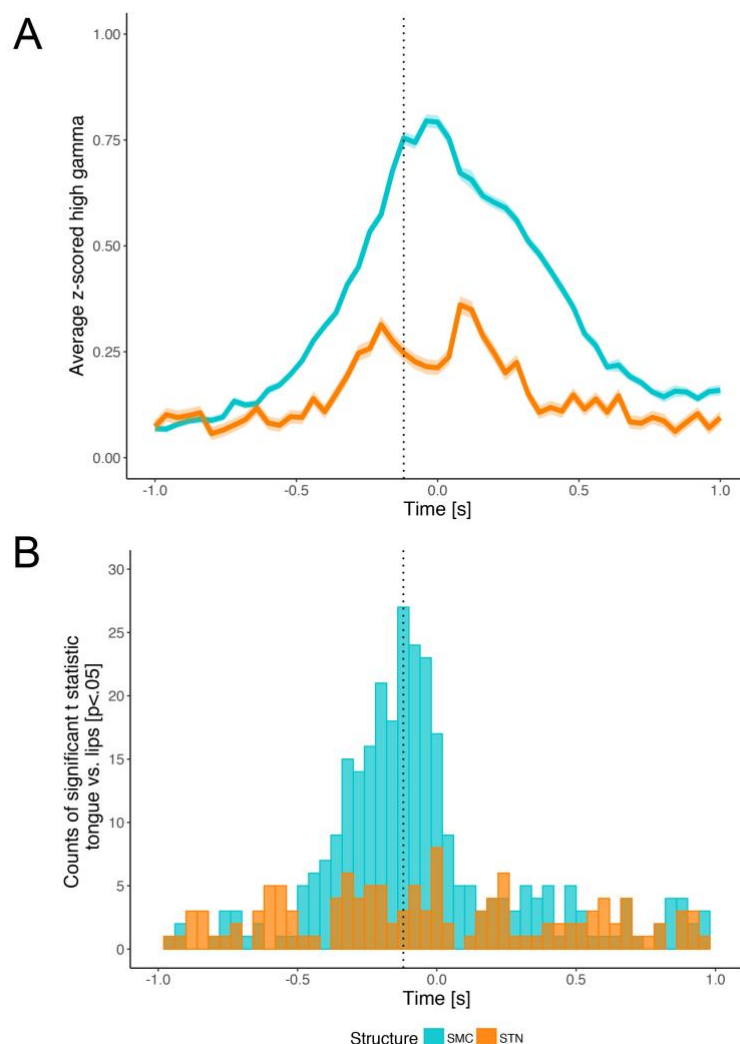 A
1.00
0.75
0.50
0.25
0.00
Average z-scored high gamma
-1.0 -0.5 0.0 0.5 1.0
Time [s]
B
30
25
20
15
10
5
0
Counts of significant t statistic
tongue vs. lips [p<.05]
-1.0 -0.5 0.0 0.5 1.0
Time [s]
Structure SMC STN